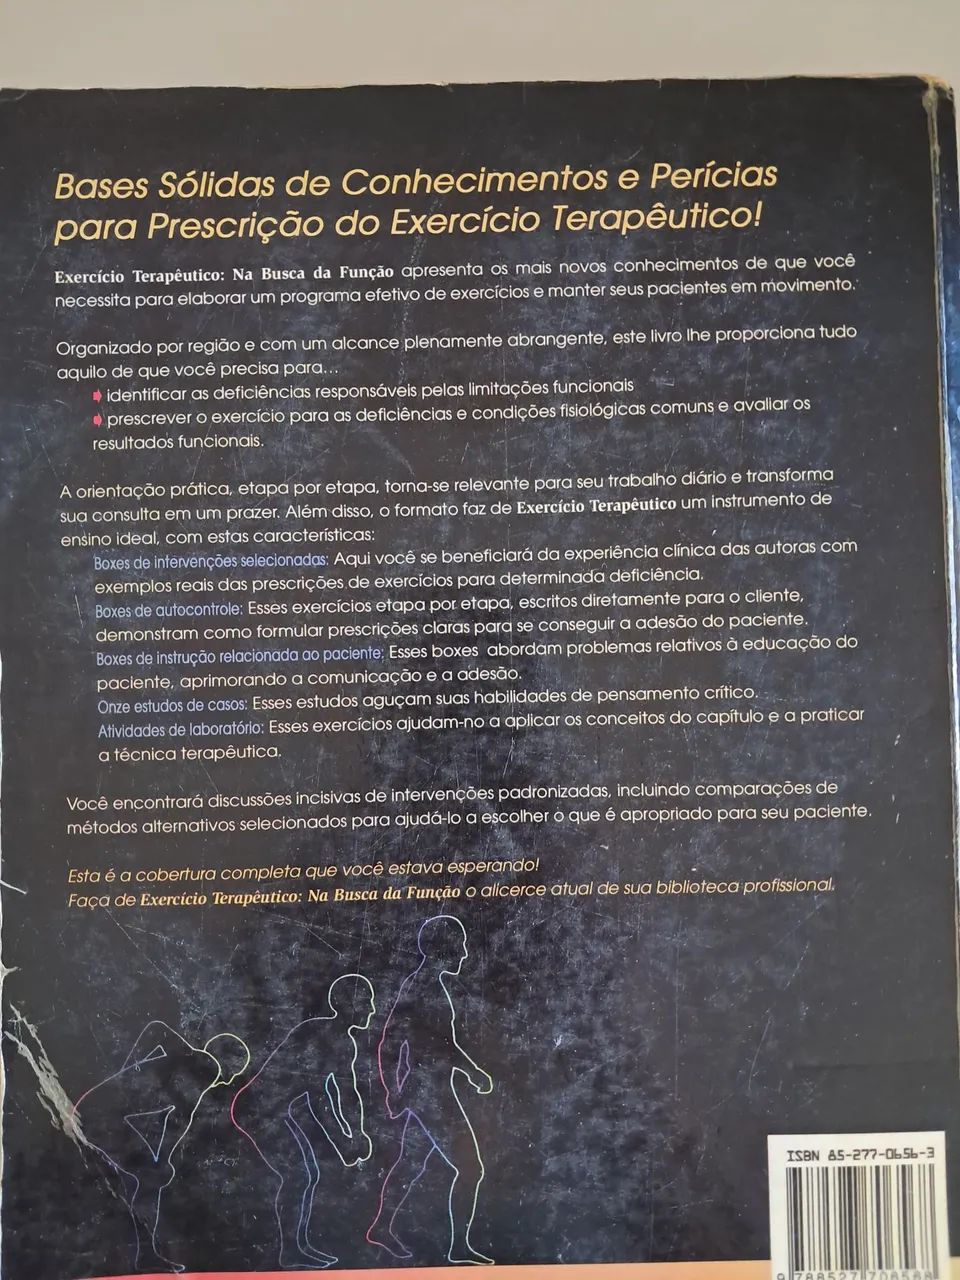 Bases Sólidas de Conhecimentos e Perícias
para Prescrição do Exercício Terapêutico!
Exercício Terapêutico: Na Busca da Função apresenta os mais novos conhecimentos de que você
necessita para elaborar um programa efetivo de exercícios e manter seus pacientes em movimento.
Organizado por região e com um alcance plenamente abrangente, este livro lhe proporciona tudo
aquilo de que você precisa para...
identificar as deficiências responsáveis pelas limitações funcionais
prescrever o exercício para as deficiências e condições fisiológicas comuns e avaliar os
resultados funcionais.
A orientação prática, etapa por etapa, torna-se relevante para seu trabalho diário e transforma
sua consulta em um prazer. Além disso, o formato faz de Exercício Terapêutico um instrumento de
ensino ideal, com estas características:
Boxes de intervenções selecionadas: Aqui você se beneficiará da experiência clínica das autoras com
exemplos reais das prescrições de exercícios para determinada deficiência.
Boxes de autocontrole: Esses exercícios etapa por etapa, escritos diretamente para o cliente,
demonstram como formular prescrições claras para se conseguir a adesão do paciente.
Boxes de instrução relacionada ao paciente: Esses boxes abordam problemas relativos à educação do
paciente, aprimorando a comunicação e a adesão.
Onze estudos de casos: Esses estudos aguçam suas habilidades de pensamento crítico.
Atividades de laboratório: Esses exercícios ajudam-no a aplicar os conceitos do capítulo e a praticar
a técnica terapêutica.
Você encontrará discussões incisivas de intervenções padronizadas, incluindo comparações de
métodos alternativos selecionados para ajudá-lo a escolher o que é apropriado para seu paciente.
Esta é a cobertura completa que você estava esperando!
Faça de Exercício Terapêutico: Na Busca da Função o alicerce atual de sua biblioteca profissional.
ISBN 85-277-0656-3